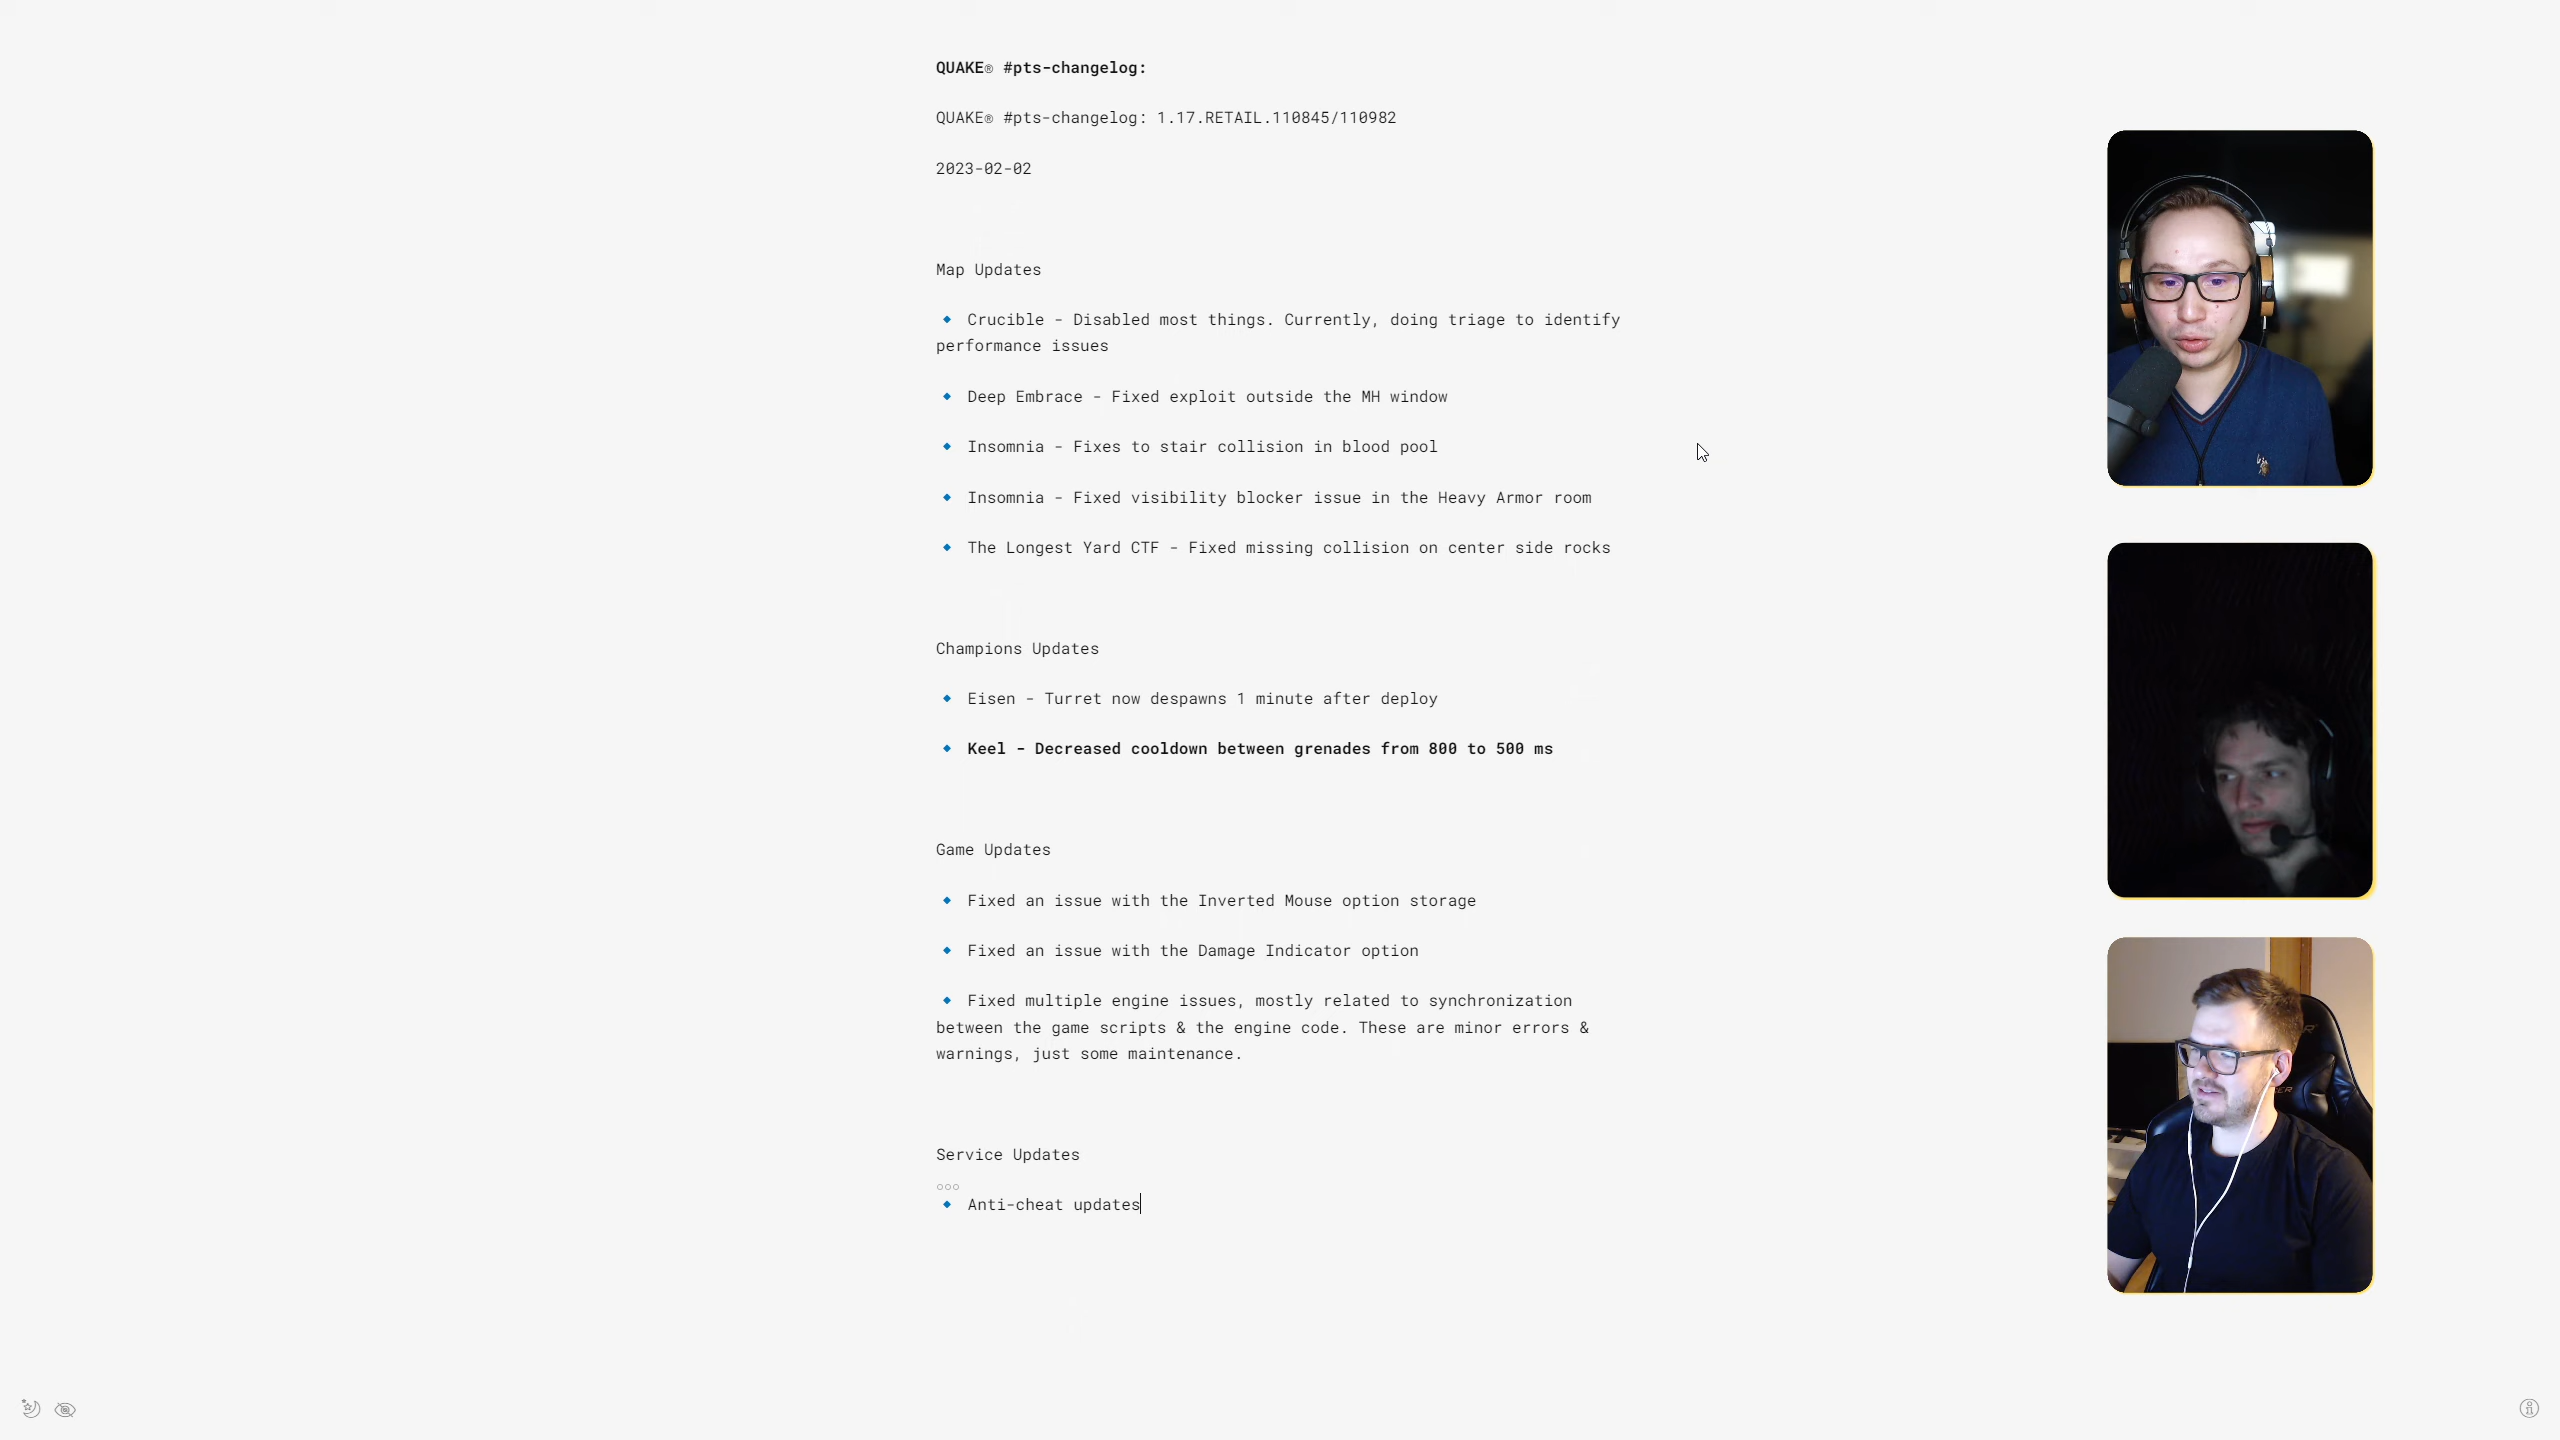 QUAKE® #pts-changelog:
QUAKE® #pts-changelog: 1.17.RETAIL.110845/110982
2023-02-02
Map Updates
🔹 Crucible - Disabled most things. Currently, doing triage to identify
performance issues
🔹 Deep Embrace - Fixed exploit outside the MH window
🔹 Insomnia - Fixes to stair collision in blood pool
🔹 Insomnia - Fixed visibility blocker issue in the Heavy Armor room
🔹 The Longest Yard CTF - Fixed missing collision on center side rocks
Champions Updates
🔹 Eisen - Turret now despawns 1 minute after deploy
🔹 Keel - Decreased cooldown between grenades from 800 to 500 ms
Game Updates
🔹 Fixed an issue with the Inverted Mouse option storage
🔹 Fixed an issue with the Damage Indicator option
🔹 Fixed multiple engine issues, mostly related to synchronization
between the game scripts & the engine code. These are minor errors &
warnings, just some maintenance.
Service Updates
🔹 Anti-cheat updates